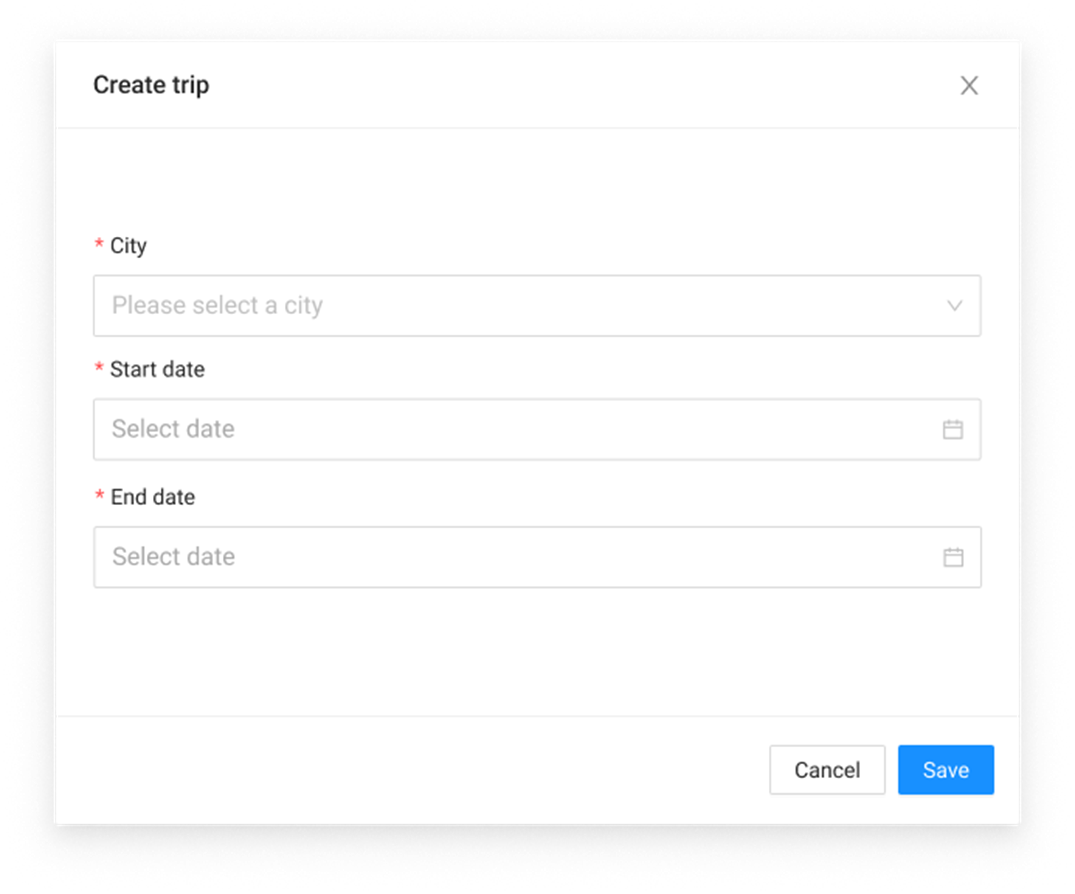 Create trip
* City
Please select a city
* Start date
Select date
* End date
Select date
Cancel Save